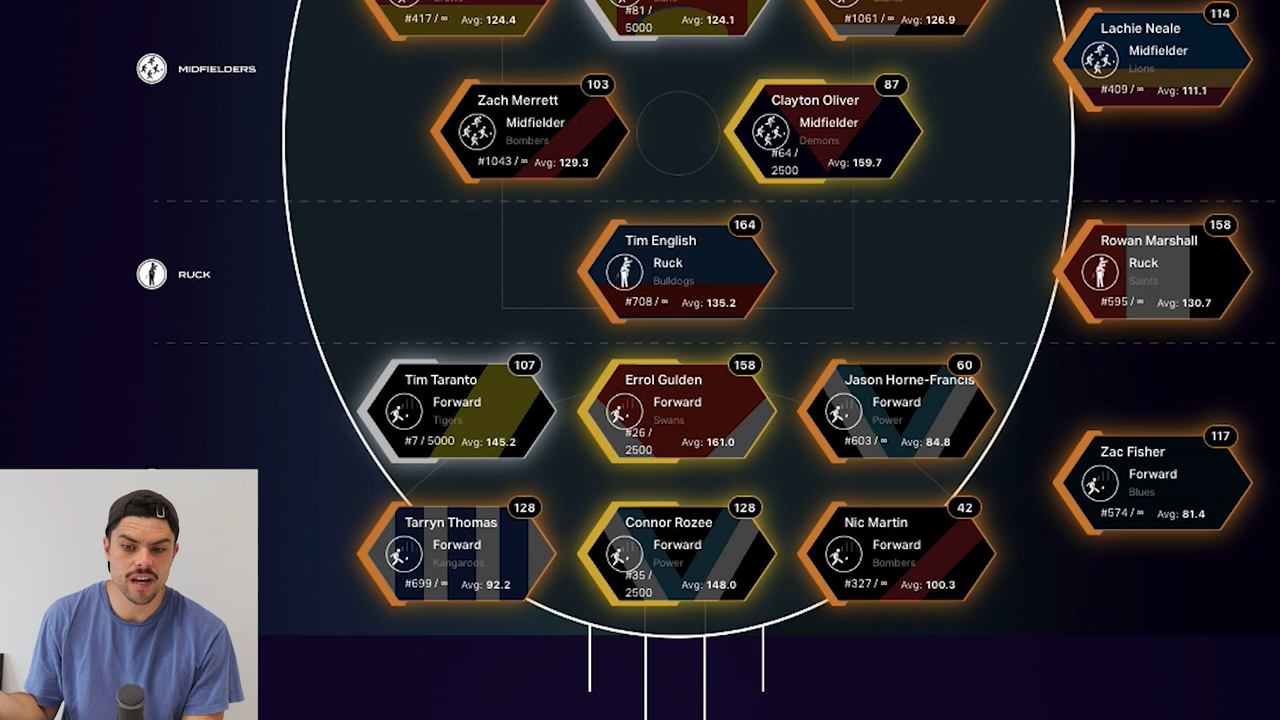 #417 / ∞ Avg: 124.4
#81 /
5000
Avg: 124.1
#1061 / ∞ Avg: 126.9
114
Lachie Neale
Midfielder
Lions
#409 / ∞ Avg: 111.1
MIDFIELDERS
103
Zach Merrett
Midfielder
Bombers
#1043 / ∞ Avg: 129.3
87
Clayton Oliver
Midfielder
Demons
#64 /
2500
Avg: 159.7
RUCK
164
Tim English
Ruck
Bulldogs
#708 / ∞ Avg: 135.2
158
Rowan Marshall
Ruck
Saints
#595 / ∞ Avg: 130.7
107
Tim Taranto
Forward
Tigers
#7 / 5000 Avg: 145.2
158
Errol Gulden
Forward
Swans
#26 /
2500
Avg: 161.0
60
Jason Horne-Francis
Forward
Power
#603 / ∞ Avg: 84.8
117
Zac Fisher
Forward
Blues
#574 / ∞ Avg: 81.4
128
Tarryn Thomas
Forward
Kangaroos
#699 / ∞ Avg: 92.2
128
Connor Rozee
Forward
Power
#35 /
2500
Avg: 148.0
42
Nic Martin
Forward
Bombers
#327 / ∞ Avg: 100.3